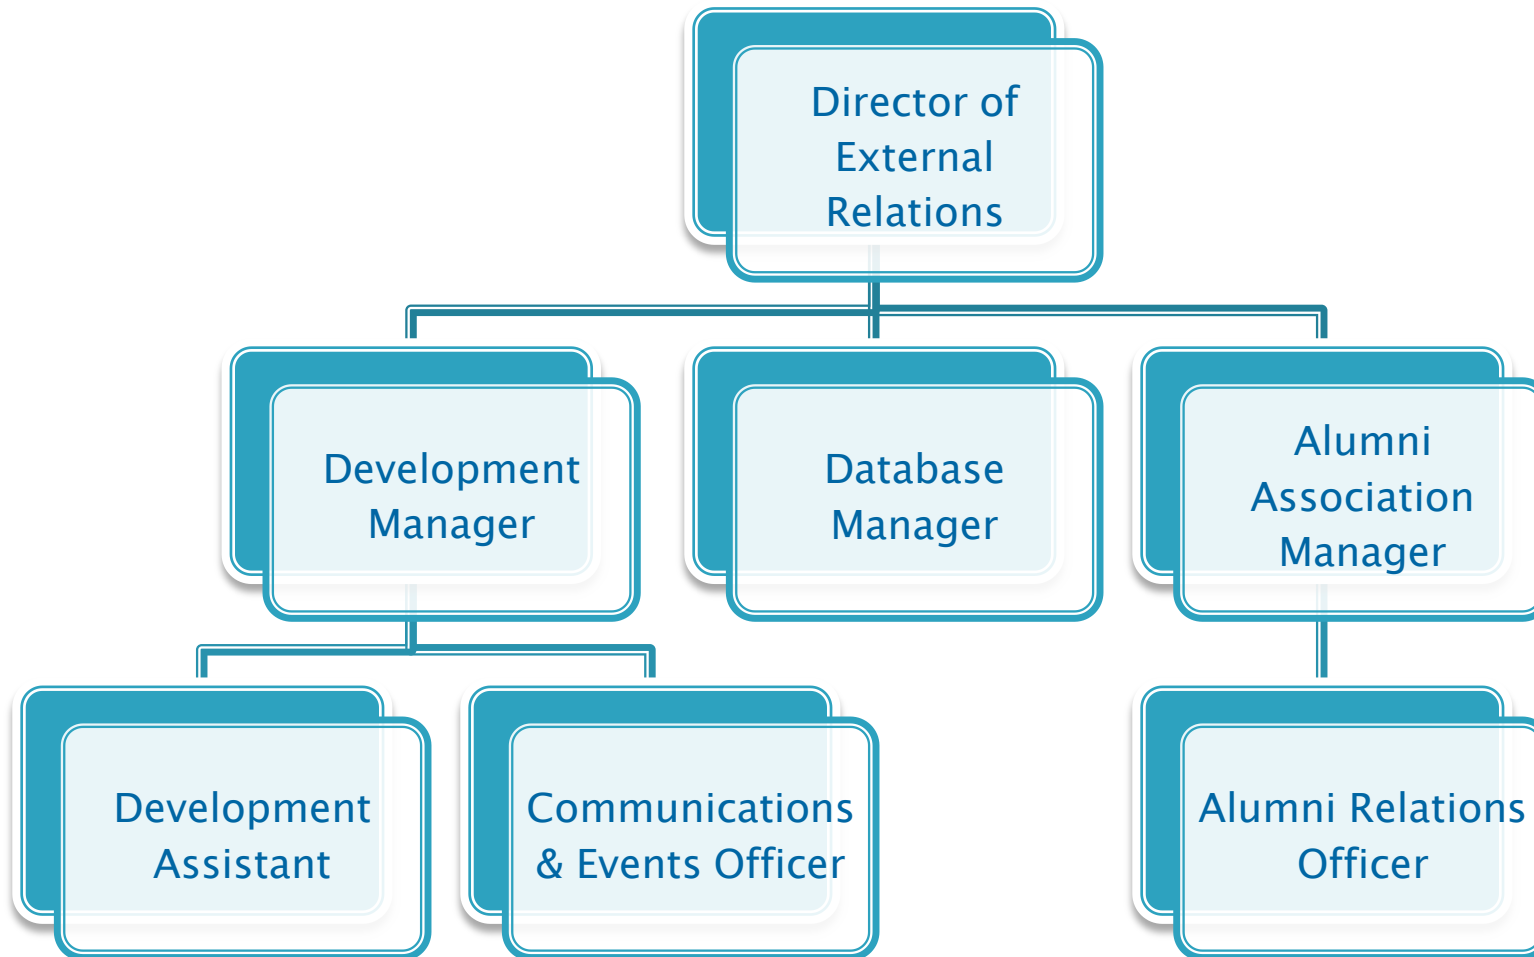 Director of
External
Relations
Development
Manager
Database
Manager
Alumni
Association
Manager
Development
Assistant
Communications
& Events Officer
Alumni Relations
Officer